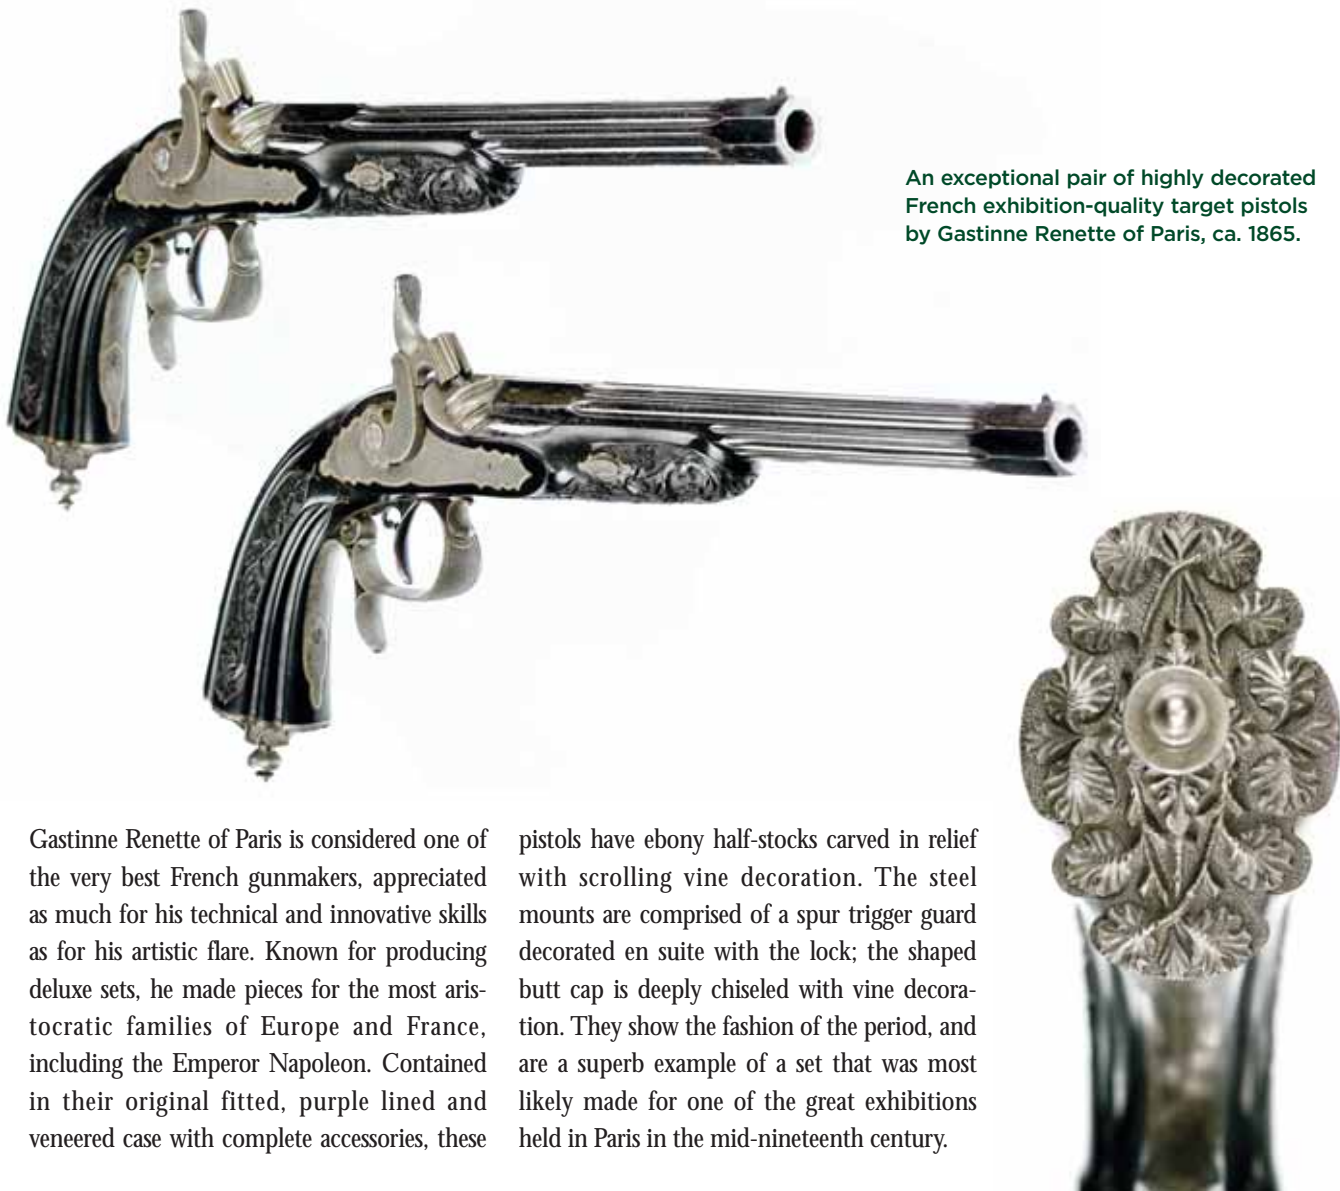 An exceptional pair of highly decorated
French exhibition-quality target pistols
by Gastinne Renette of Paris, ca. 1865.
Gastinne Renette of Paris is considered one of
the very best French gunmakers, appreciated
as much for his technical and innovative skills
as for his artistic flare. Known for producing
deluxe sets, he made pieces for the most aris-
tocratic families of Europe and France,
including the Emperor Napoleon. Contained
in their original fitted, purple lined and
veneered case with complete accessories, these
pistols have ebony half-stocks carved in relief
with scrolling vine decoration. The steel
mounts are comprised of a spur trigger guard
decorated en suite with the lock; the shaped
butt cap is deeply chiseled with vine decora-
tion. They show the fashion of the period, and
are a superb example of a set that was most
likely made for one of the great exhibitions
held in Paris in the mid-nineteenth century.